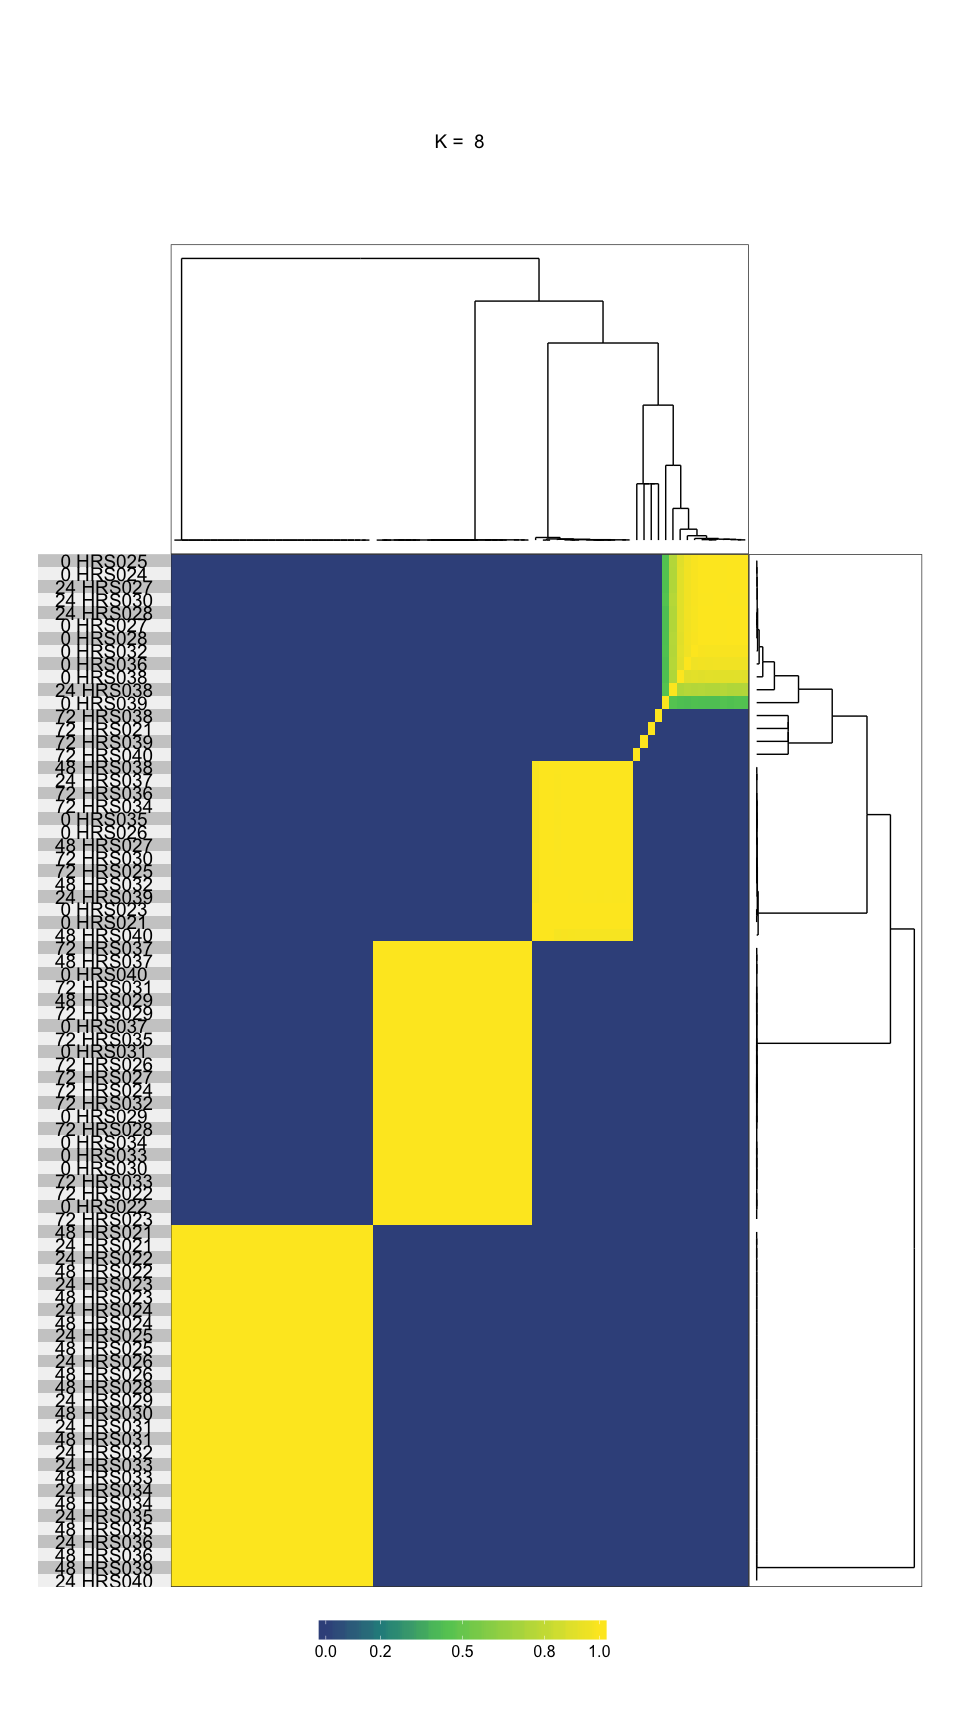 K = 8
0 HRS025
0 HRS024
24 HRS027
24 HRS030
24 HRS028
0 HRS027
0 HRS028
0 HRS032
0 HRS036
0 HRS038
24 HRS038
0 HRS039
72 HRS038
72 HRS021
72 HRS039
72 HRS040
48 HRS038
24 HRS037
72 HRS036
72 HRS034
0 HRS035
0 HRS026
48 HRS027
72 HRS030
72 HRS025
48 HRS032
24 HRS039
0 HRS023
0 HRS021
48 HRS040
72 HRS037
48 HRS037
0 HRS040
72 HRS031
48 HRS029
72 HRS029
0 HRS037
72 HRS035
0 HRS031
72 HRS026
72 HRS027
72 HRS024
72 HRS032
0 HRS029
72 HRS028
0 HRS034
0 HRS033
0 HRS030
72 HRS033
72 HRS022
0 HRS022
72 HRS023
48 HRS021
24 HRS021
24 HRS022
48 HRS022
24 HRS023
48 HRS023
24 HRS024
48 HRS024
24 HRS025
48 HRS025
24 HRS026
48 HRS026
48 HRS028
24 HRS029
48 HRS030
24 HRS031
48 HRS031
24 HRS032
24 HRS033
48 HRS033
24 HRS034
48 HRS034
24 HRS035
48 HRS035
24 HRS036
48 HRS036
48 HRS039
24 HRS040
0.0 0.2 0.5 0.8 1.0